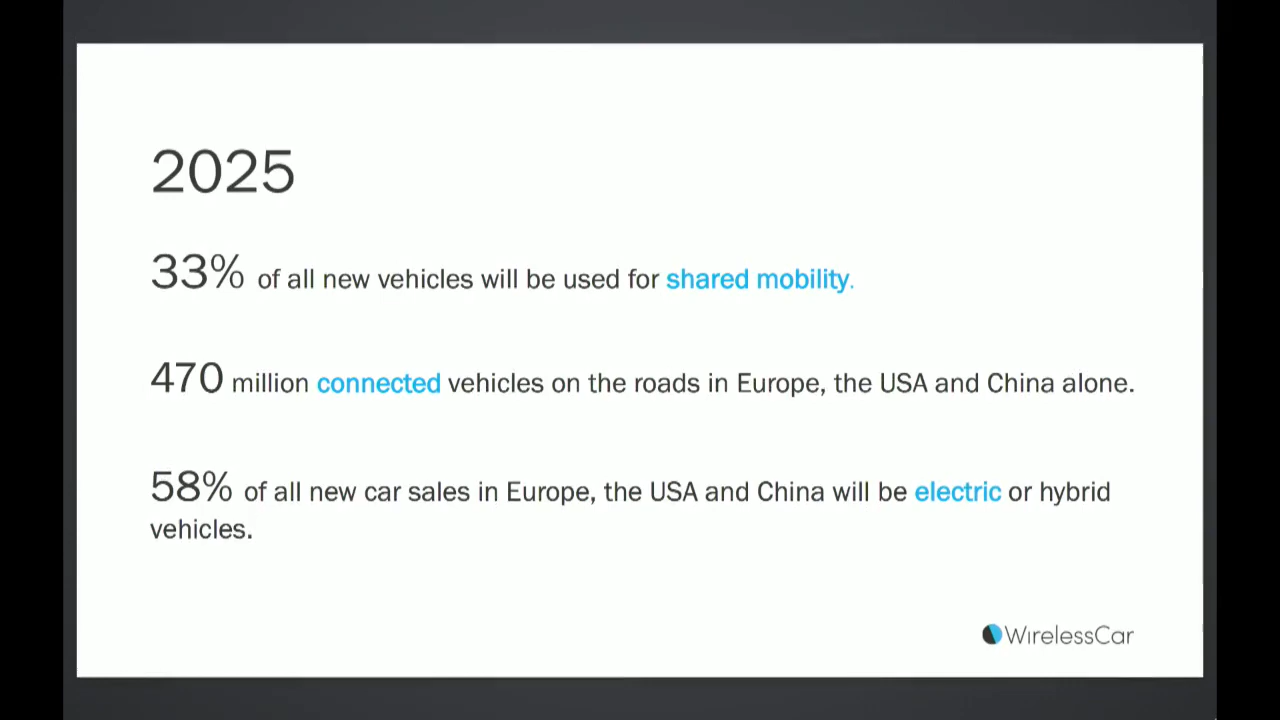 2025
33% of all new vehicles will be used for shared mobility.
470 million connected vehicles on the roads in Europe, the USA and China alone.
58% of all new car sales in Europe, the USA and China will be electric or hybrid
vehicles.
WirelessCar